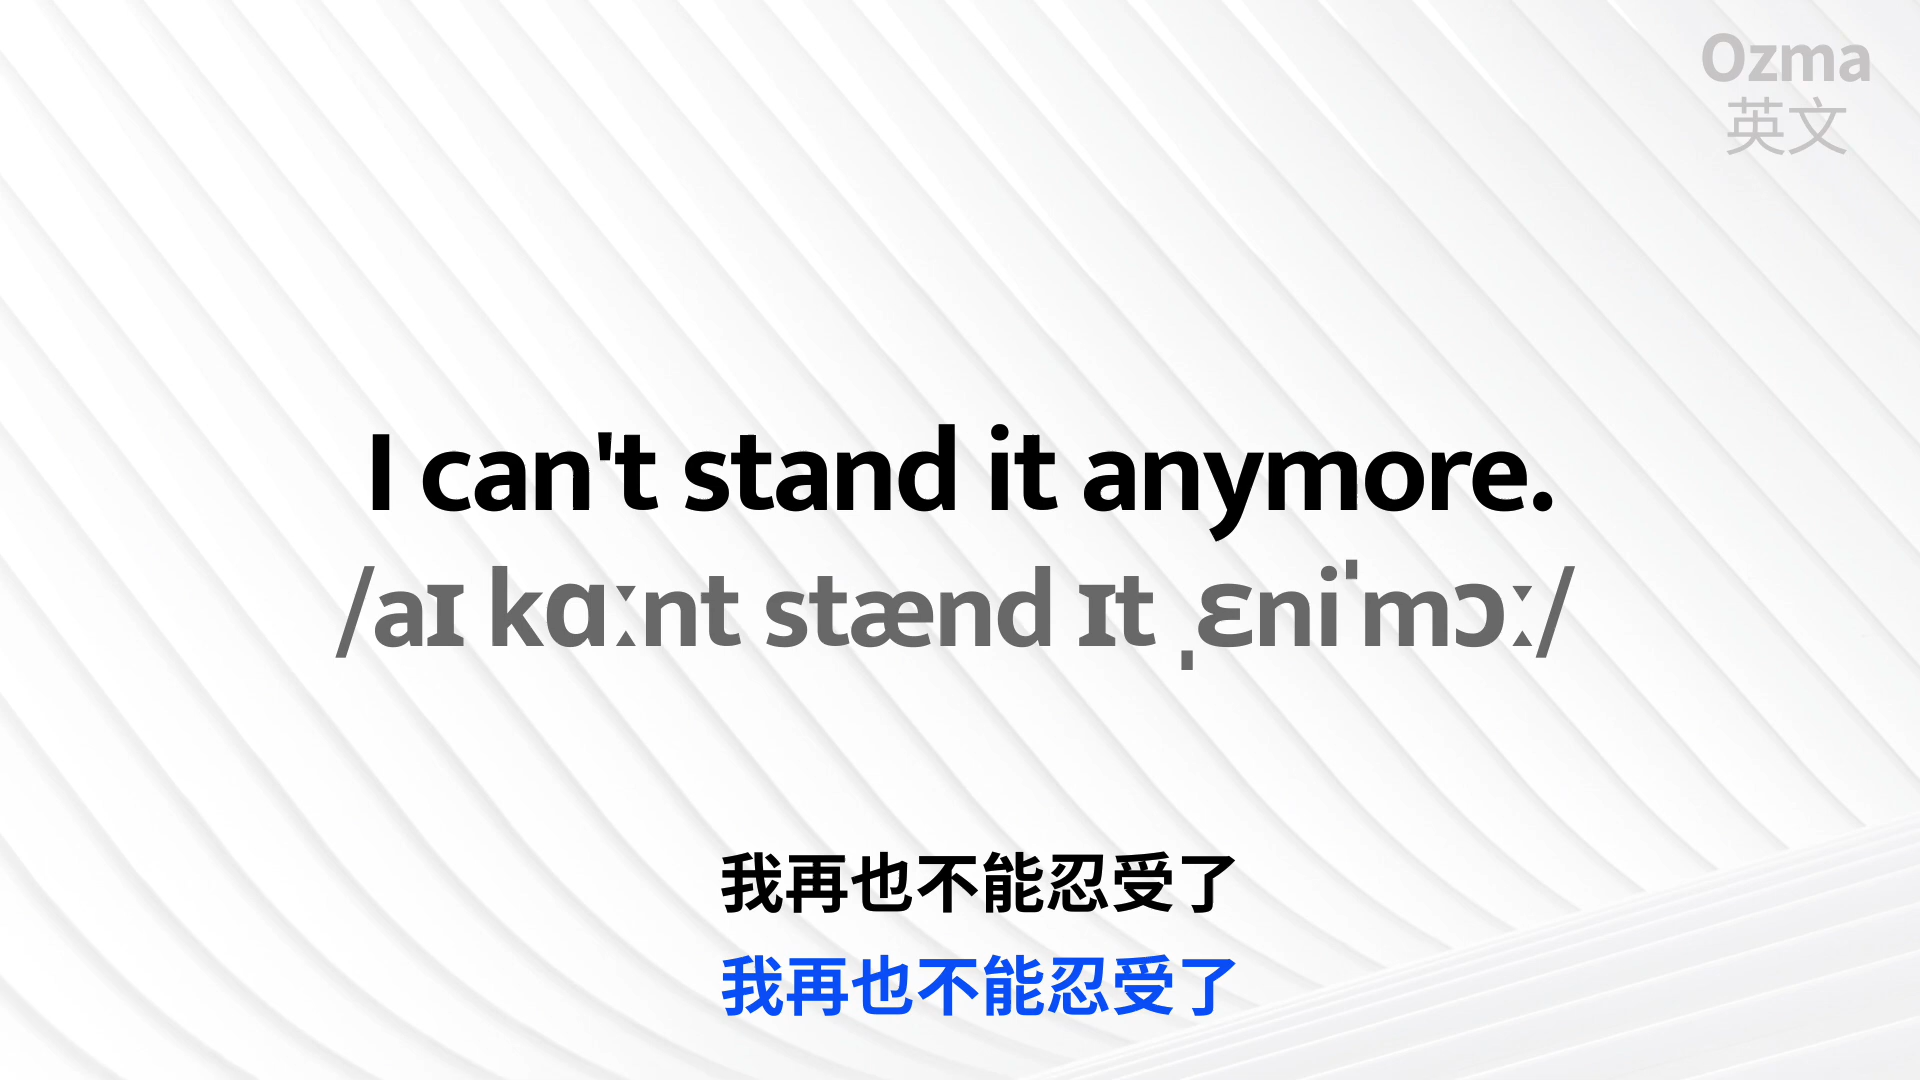 Ozma
英文
I can't stand it anymore.
/aɪ kɑːnt stænd ɪt ˌɛniˈmɔː/
我再也不能忍受了
我再也不能忍受了